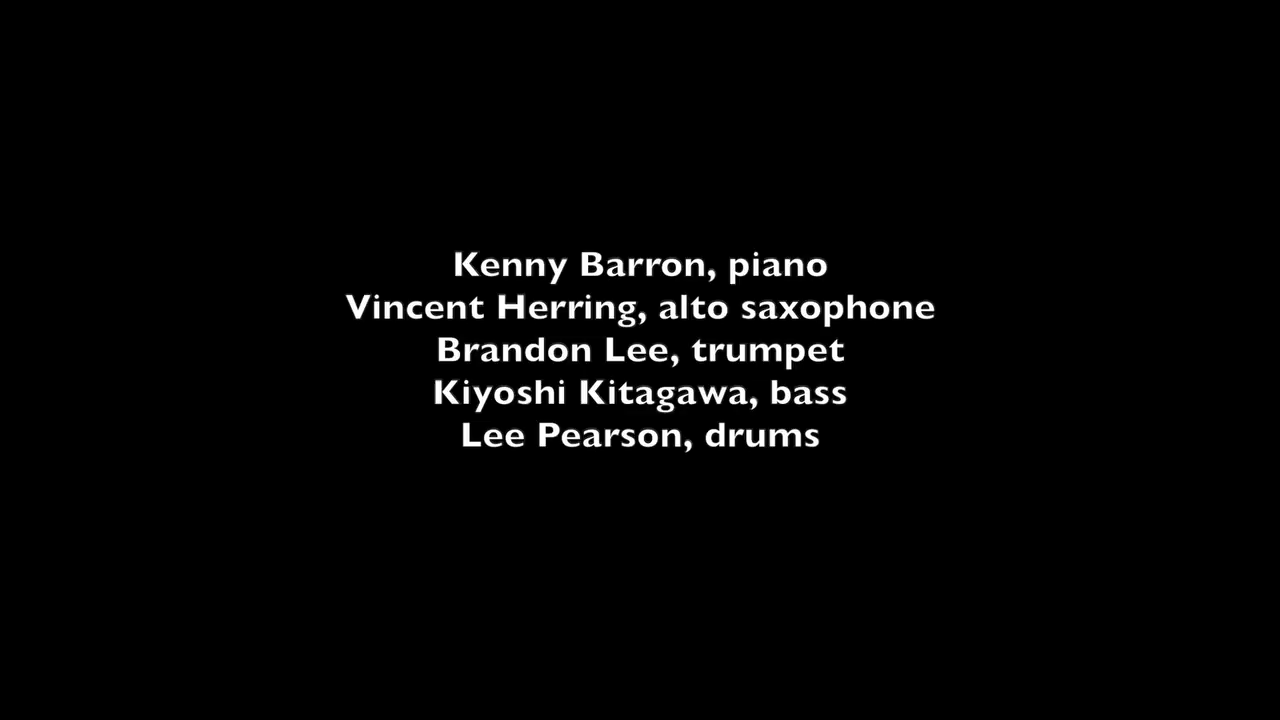 Kenny Barron, piano
Vincent Herring, alto saxophone
Brandon Lee, trumpet
Kiyoshi Kitagawa, bass
Lee Pearson, drums